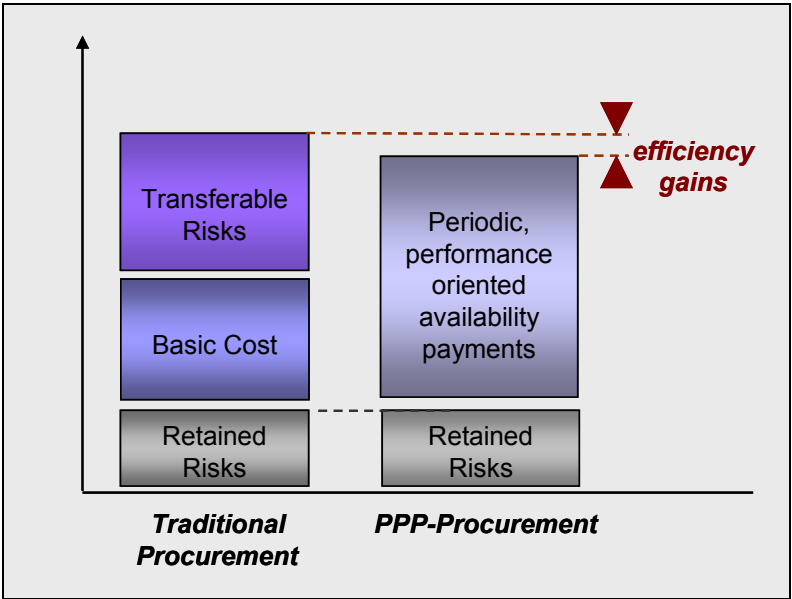 efficiency
gains
Transferable
Risks
Periodic,
performance
oriented
availability
payments
Basic Cost
Retained
Risks
Retained
Risks
Traditional
Procurement
PPP-Procurement